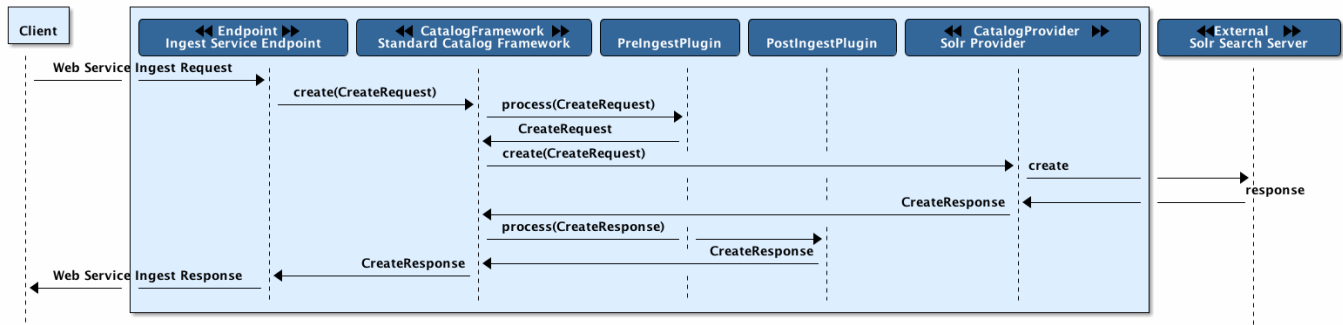 Client
Endpoint
Ingest Service Endpoint
CatalogFramework
Standard Catalog Framework
PreIngestPlugin
PostIngestPlugin
CatalogProvider
Solr Provider
External
Solr Search Server
Web Service Ingest Request
create(CreateRequest)
process(CreateRequest)
CreateRequest
create(CreateRequest)
create
response
CreateResponse
process(CreateResponse)
CreateResponse
CreateResponse
Web Service Ingest Response